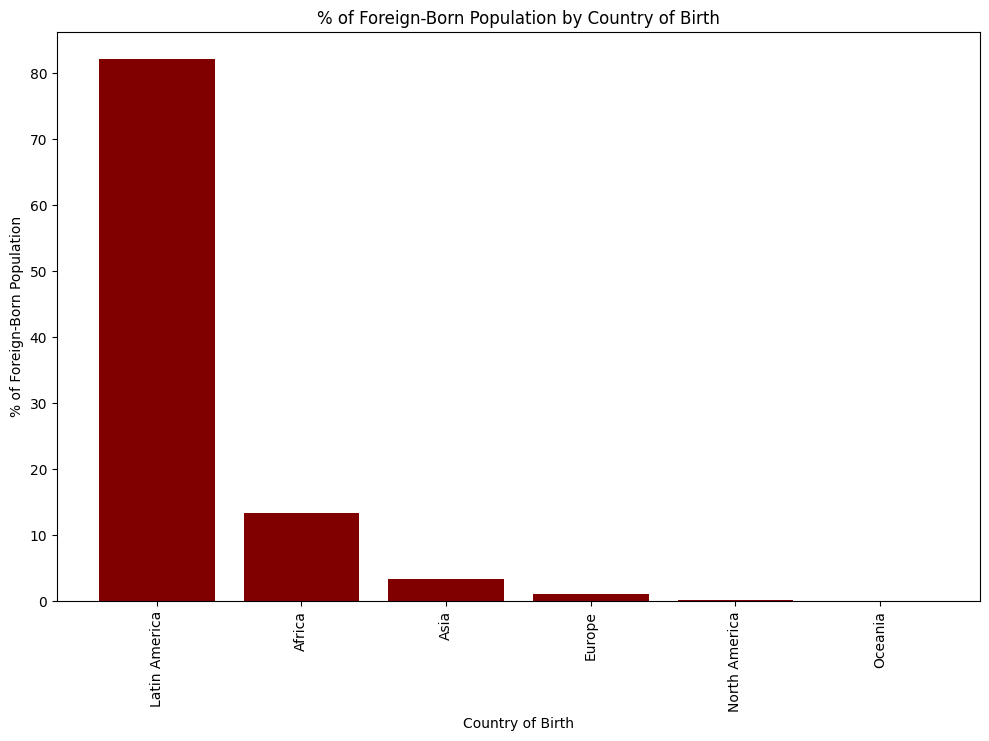 % of Foreign-Born Population by Country of Birth
% of Foreign-Born Population
80
70
60
50
40
30
20
10
0
Latin America
Africa
Asia
Europe
North America
Oceania
Country of Birth